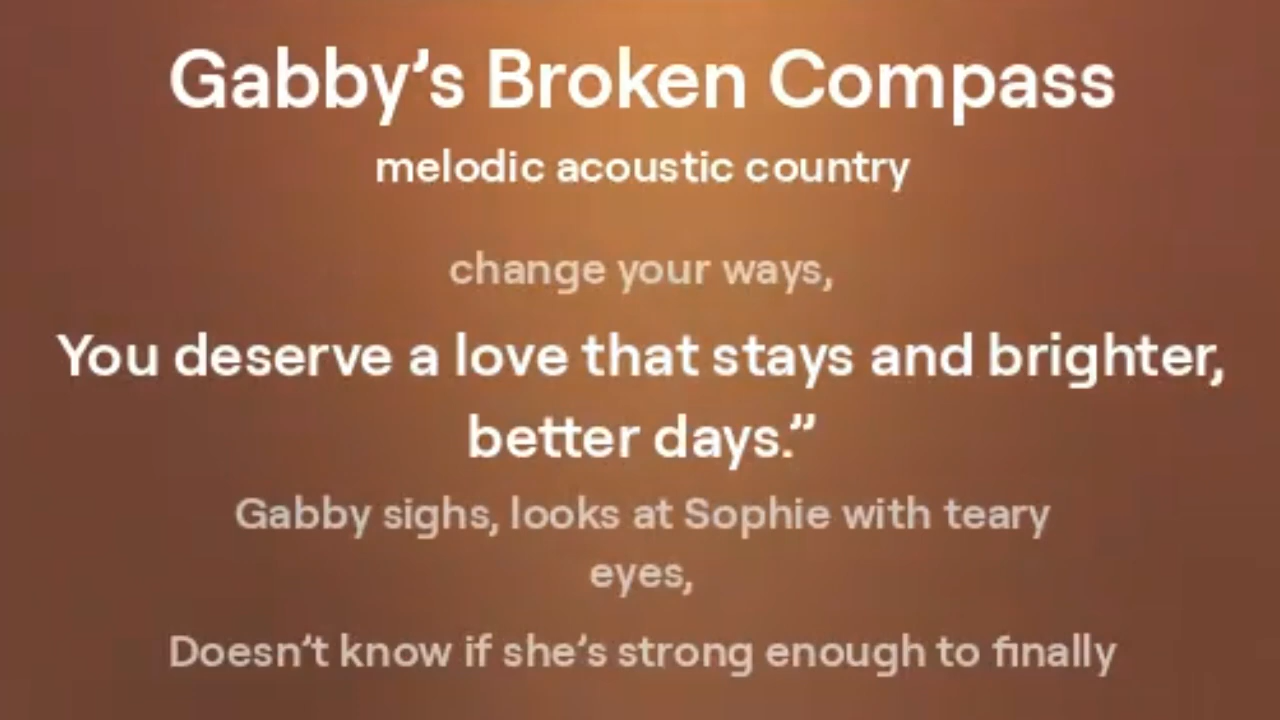 Gabby’s Broken Compass
melodic acoustic country
change your ways,
You deserve a love that stays and brighter,
better days.”
Gabby sighs, looks at Sophie with teary
eyes,
Doesn’t know if she’s strong enough to finally